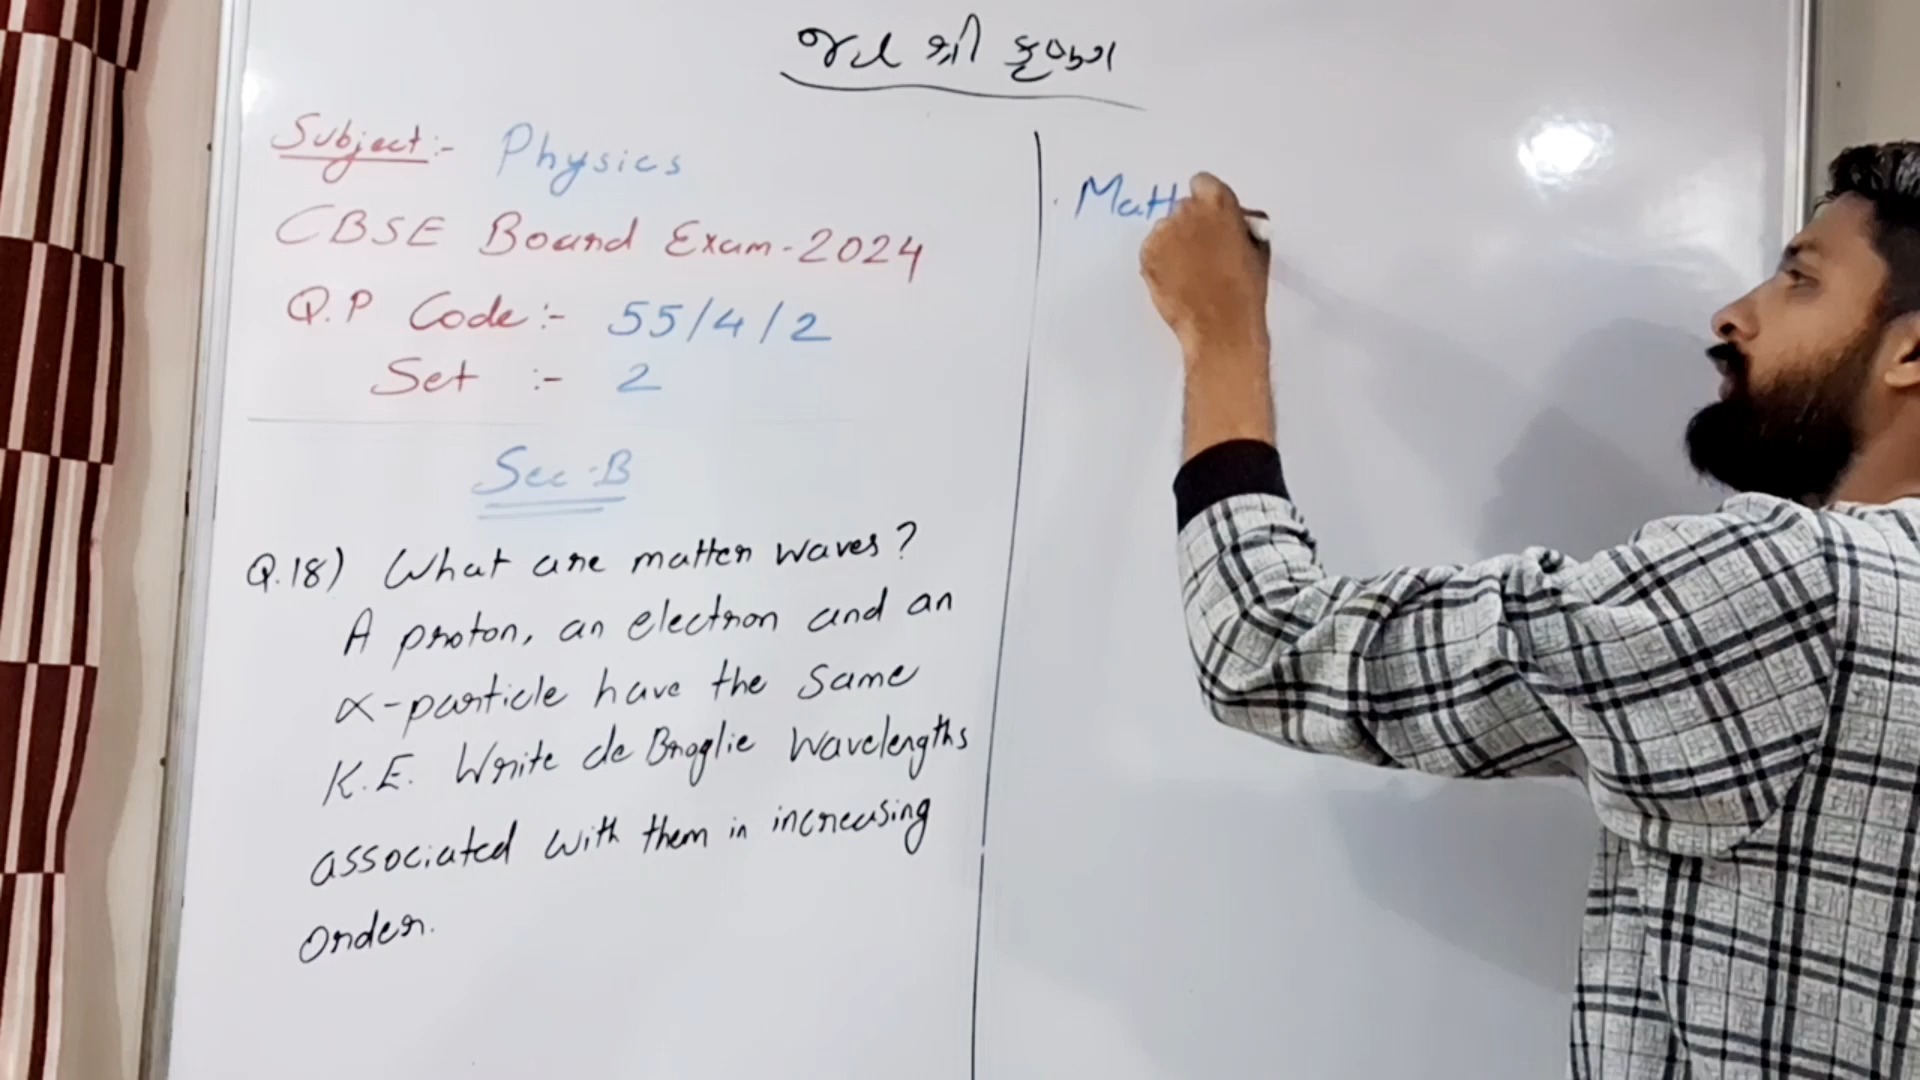 જય શ્રી કૃષ્ણ
Subject:- Physics
CBSE Board Exam-2024
Q.P Code:- 55/4/2
Set :- 2
Sec-B
Q.18) What are matter waves?
A proton, an electron and an
α-particle have the same
K.E. Write de Broglie Wavelengths
associated with them in increasing
order.
Matt